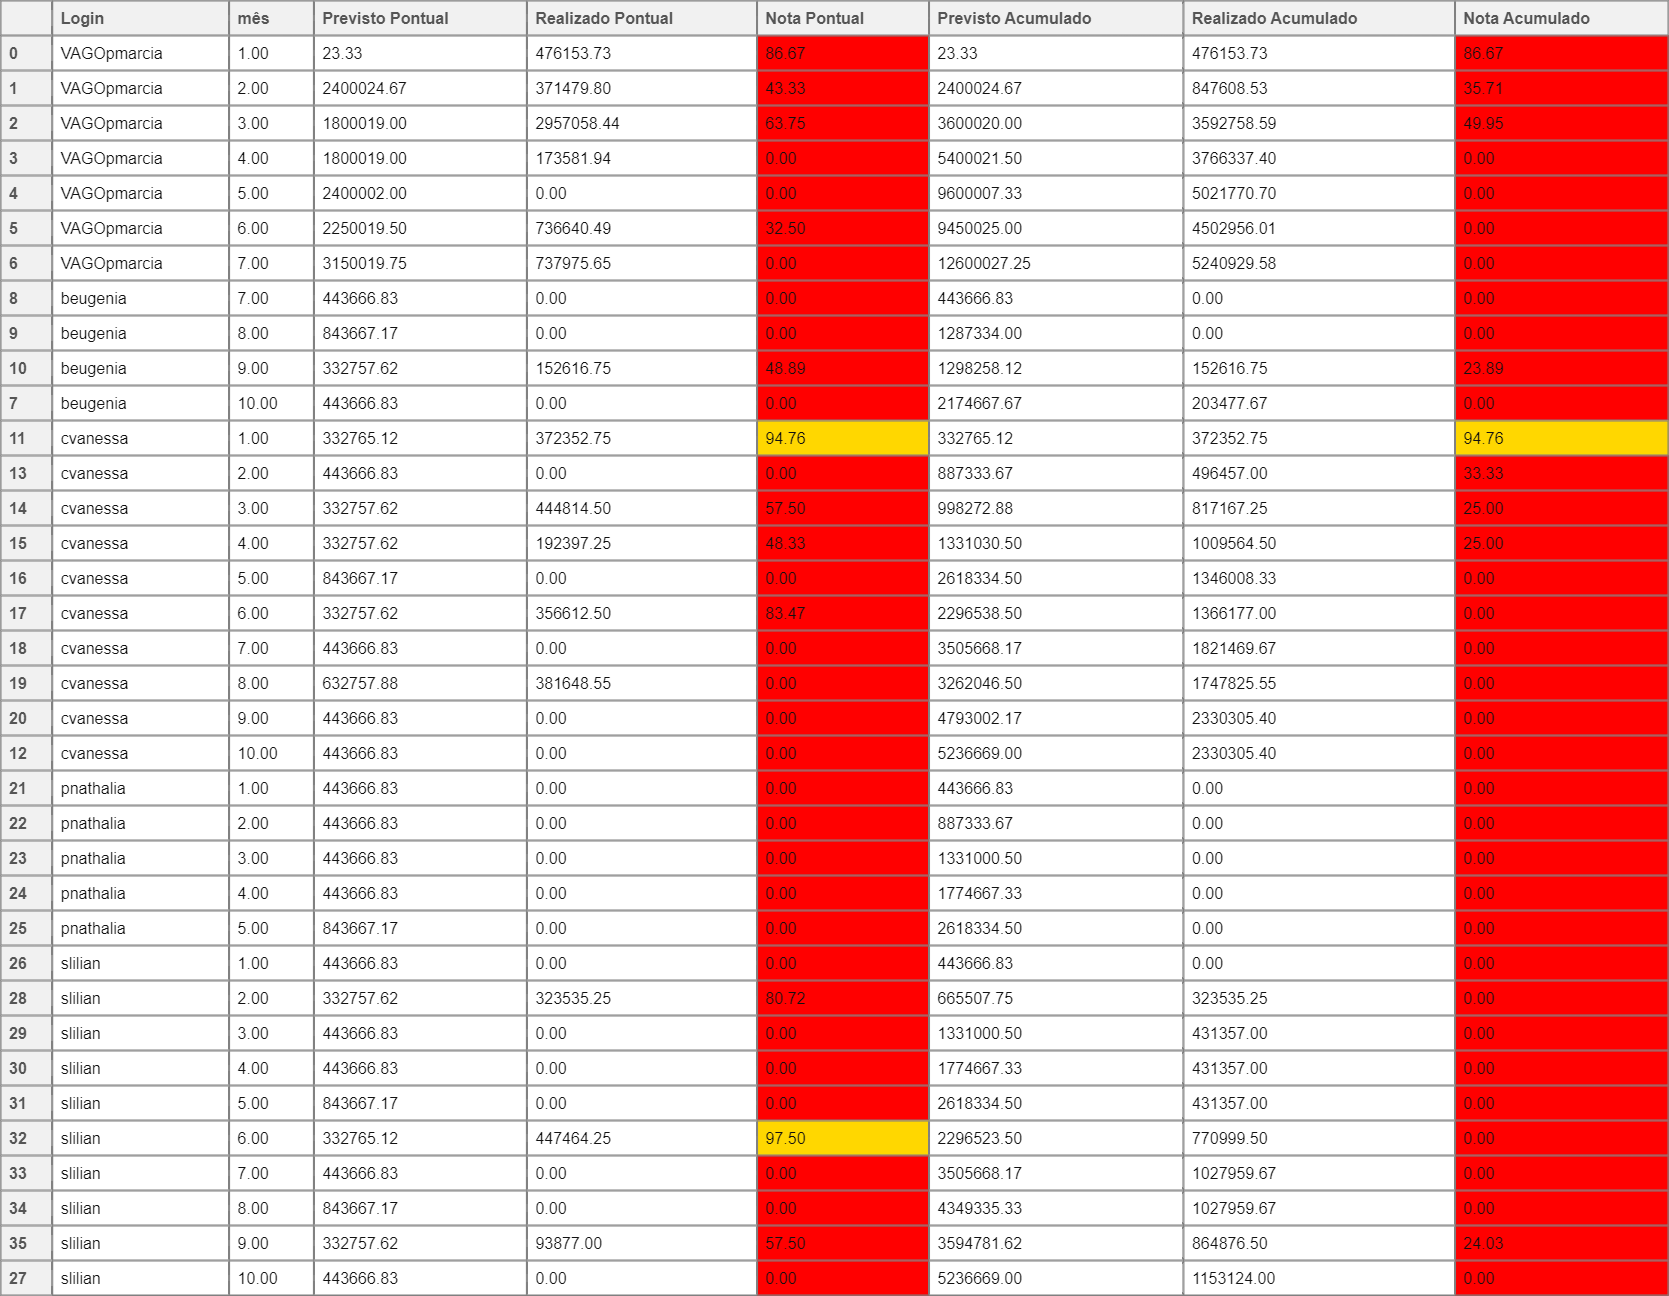 Login mês Previsto Pontual Realizado Pontual Nota Pontual Previsto Acumulado Realizado Acumulado Nota Acumulado
0 VAGOpmarcia 1.00 23.33 476153.73 86.67 23.33 476153.73 86.67
1 VAGOpmarcia 2.00 2400024.67 371479.80 43.33 2400024.67 847608.53 35.71
2 VAGOpmarcia 3.00 1800019.00 2957058.44 63.75 3600020.00 3592758.59 49.95
3 VAGOpmarcia 4.00 1800019.00 173581.94 0.00 5400021.50 3766337.40 0.00
4 VAGOpmarcia 5.00 2400002.00 0.00 0.00 9600007.33 5021770.70 0.00
5 VAGOpmarcia 6.00 2250019.50 736640.49 32.50 9450025.00 4502956.01 0.00
6 VAGOpmarcia 7.00 3150019.75 737975.65 0.00 12600027.25 5240929.58 0.00
8 beugenia 7.00 443666.83 0.00 0.00 443666.83 0.00 0.00
9 beugenia 8.00 843667.17 0.00 0.00 1287334.00 0.00 0.00
10 beugenia 9.00 332757.62 152616.75 48.89 1298258.12 152616.75 23.89
7 beugenia 10.00 443666.83 0.00 0.00 2174667.67 203477.67 0.00
11 cvanessa 1.00 332765.12 372352.75 94.76 332765.12 372352.75 94.76
13 cvanessa 2.00 443666.83 0.00 0.00 887333.67 496457.00 33.33
14 cvanessa 3.00 332757.62 444814.50 57.50 998272.88 817167.25 25.00
15 cvanessa 4.00 332757.62 192397.25 48.33 1331030.50 1009564.50 25.00
16 cvanessa 5.00 843667.17 0.00 0.00 2618334.50 1346008.33 0.00
17 cvanessa 6.00 332757.62 356612.50 83.47 2296538.50 1366177.00 0.00
18 cvanessa 7.00 443666.83 0.00 0.00 3505668.17 1821469.67 0.00
19 cvanessa 8.00 632757.88 381648.55 0.00 3262046.50 1747825.55 0.00
20 cvanessa 9.00 443666.83 0.00 0.00 4793002.17 2330305.40 0.00
12 cvanessa 10.00 443666.83 0.00 0.00 5236669.00 2330305.40 0.00
21 pnathalia 1.00 443666.83 0.00 0.00 443666.83 0.00 0.00
22 pnathalia 2.00 443666.83 0.00 0.00 887333.67 0.00 0.00
23 pnathalia 3.00 443666.83 0.00 0.00 1331000.50 0.00 0.00
24 pnathalia 4.00 443666.83 0.00 0.00 1774667.33 0.00 0.00
25 pnathalia 5.00 843667.17 0.00 0.00 2618334.50 0.00 0.00
26 slilian 1.00 443666.83 0.00 0.00 443666.83 0.00 0.00
28 slilian 2.00 332757.62 323535.25 80.72 665507.75 323535.25 0.00
29 slilian 3.00 443666.83 0.00 0.00 1331000.50 431357.00 0.00
30 slilian 4.00 443666.83 0.00 0.00 1774667.33 431357.00 0.00
31 slilian 5.00 843667.17 0.00 0.00 2618334.50 431357.00 0.00
32 slilian 6.00 332765.12 447464.25 97.50 2296523.50 770999.50 0.00
33 slilian 7.00 443666.83 0.00 0.00 3505668.17 1027959.67 0.00
34 slilian 8.00 843667.17 0.00 0.00 4349335.33 1027959.67 0.00
35 slilian 9.00 332757.62 93877.00 57.50 3594781.62 864876.50 24.03
27 slilian 10.00 443666.83 0.00 0.00 5236669.00 1153124.00 0.00